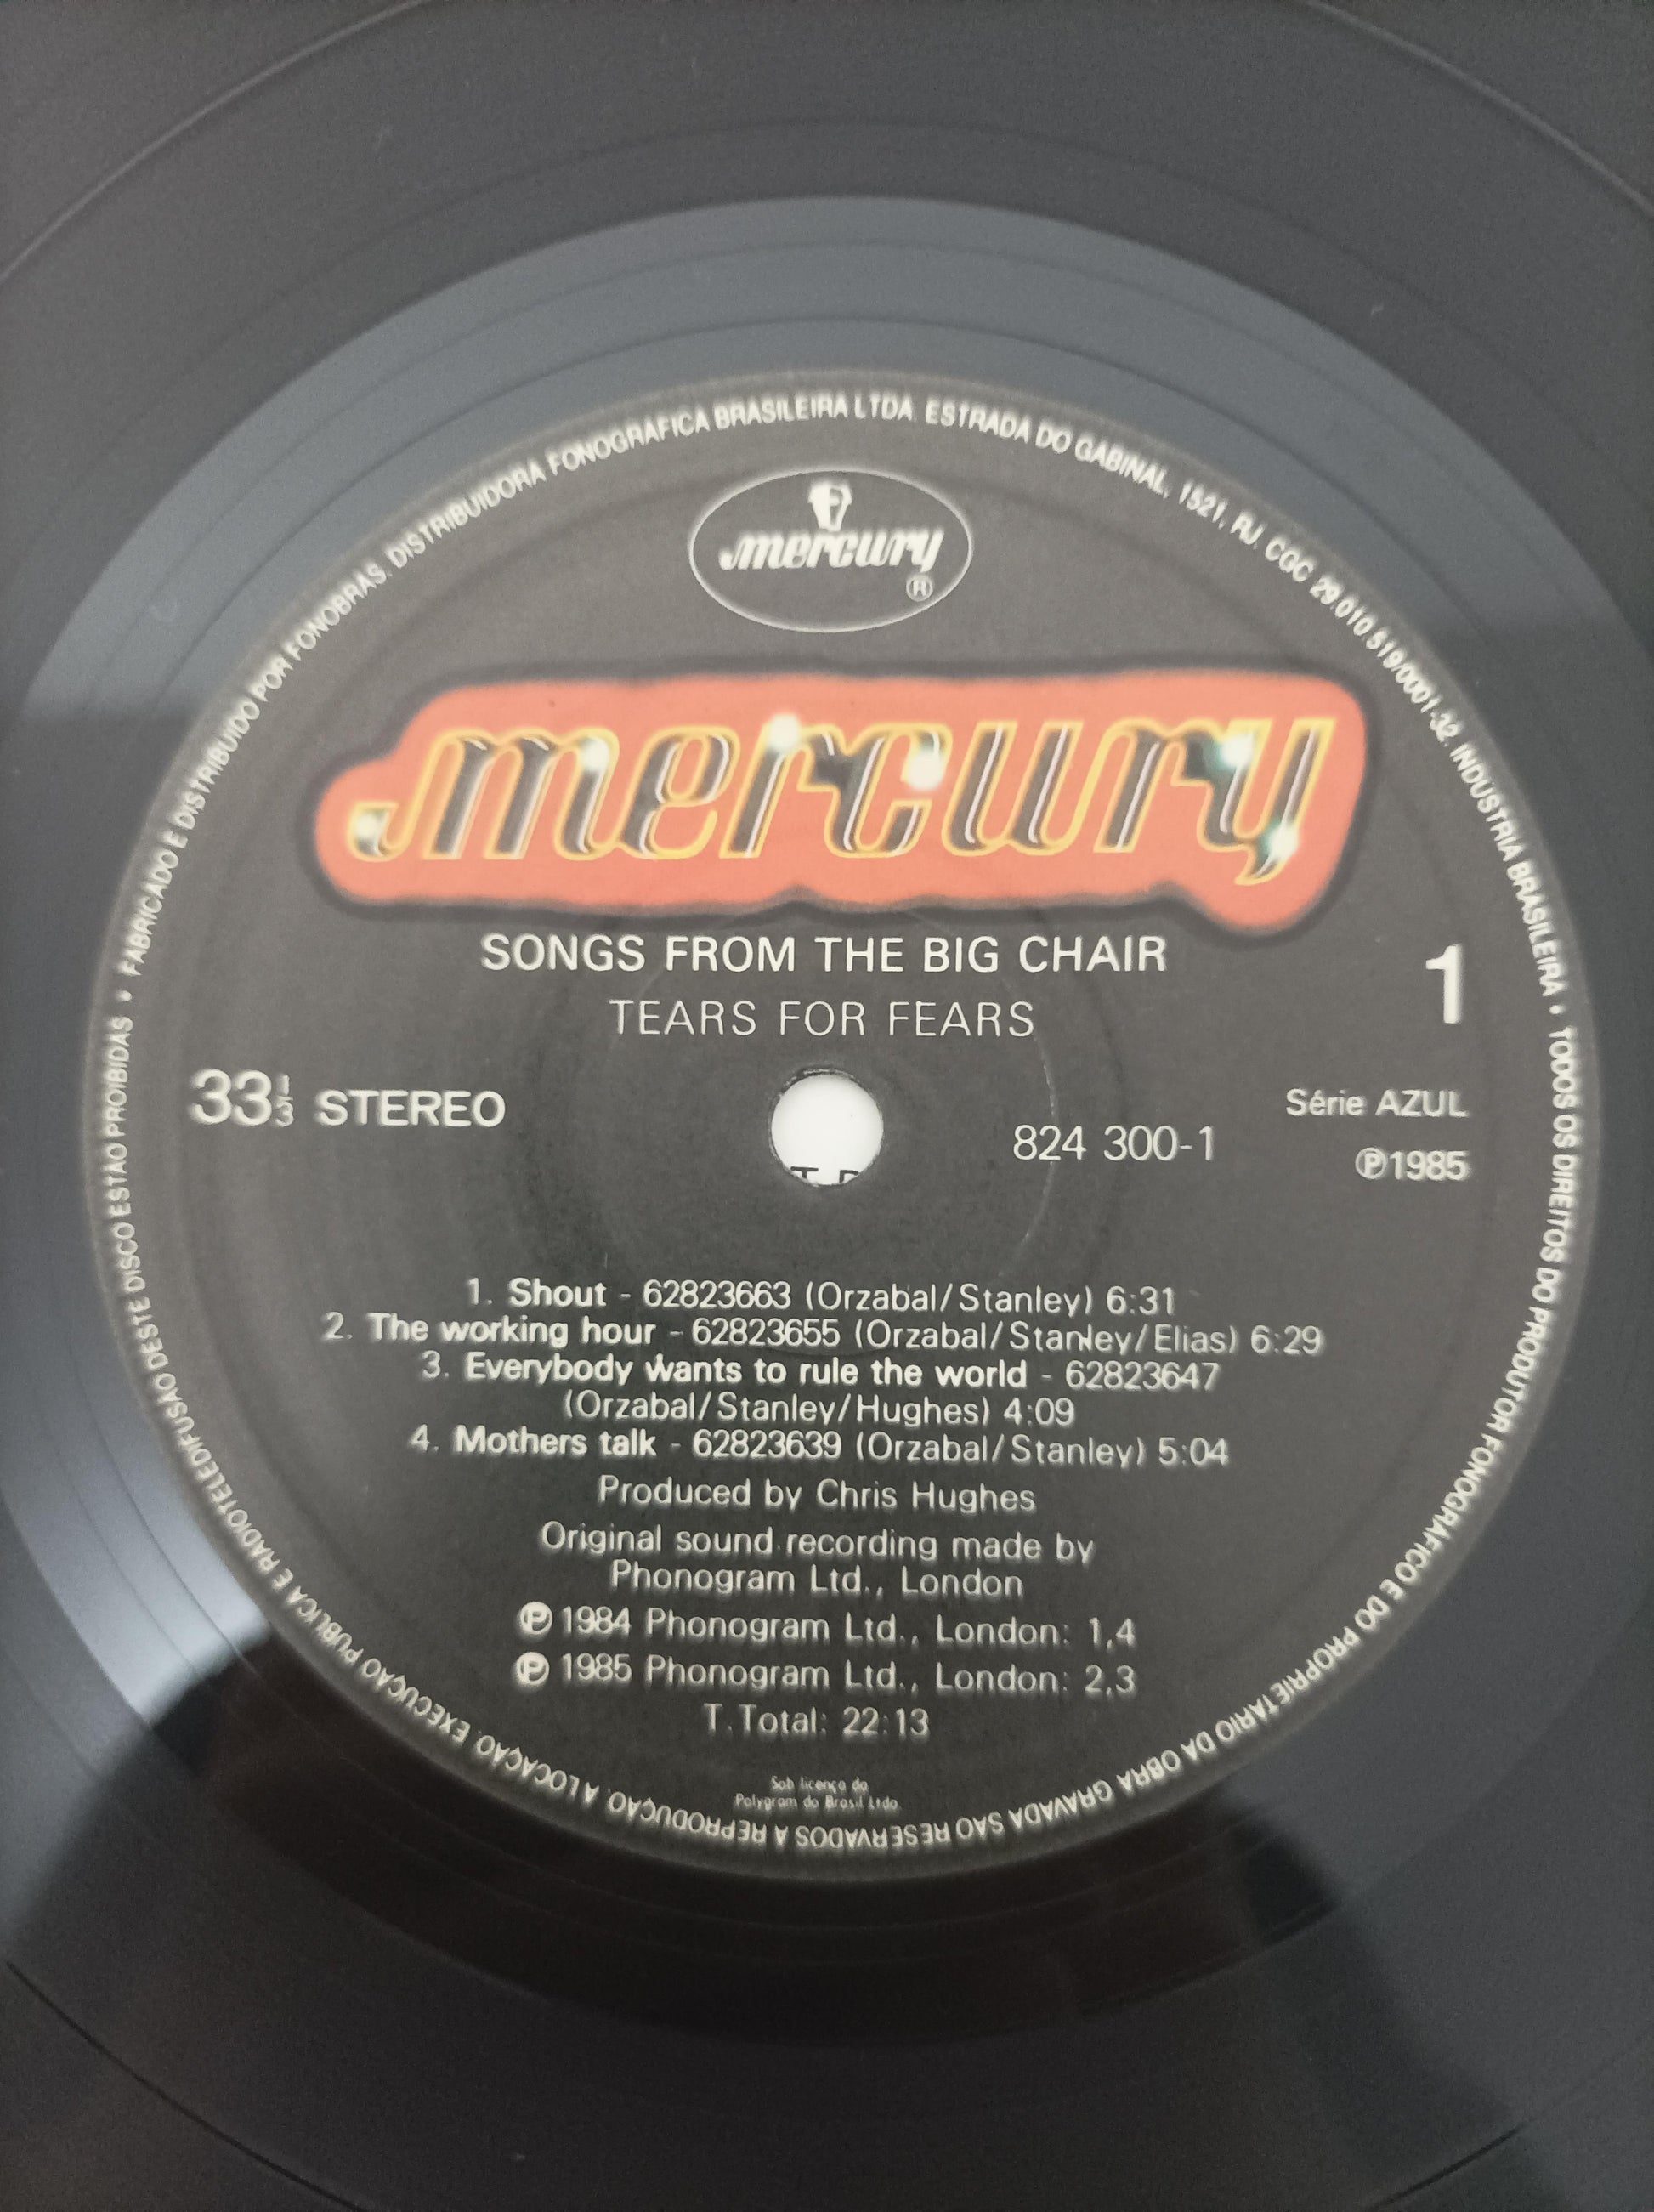 FABRICADO E DISTRIBUIDO POR FONOBRAS. DISTRIBUIDORA FONOGRAFICA BRASILEIRA LTDA. ESTRADA DO GABINAL, 1521, RJ. CGC 29.010.519/0001-32. INDUSTRIA BRASILEIRA • TODOS OS DIREITOS DO PRODUTOR FONOGRAFICO E DO PROPRIETARIO DA OBRA GRAVADA SAO RESERVADOS A REPRODUÇAO. A LOCAÇAO. EXECUÇAO PUBLICA E RADIOTELEDIFUSAO DESTE DISCO ESTAO PROIBIDAS •
mercury
®
mercury
SONGS FROM THE BIG CHAIR
TEARS FOR FEARS
1
33⅓ STEREO
824 300-1
Série AZUL
℗1985
1. Shout - 62823663 (Orzabal/Stanley) 6:31
2. The working hour - 62823655 (Orzabal/Stanley/Elias) 6:29
3. Everybody wants to rule the world - 62823647
(Orzabal/Stanley/Hughes) 4:09
4. Mothers talk - 62823639 (Orzabal/Stanley) 5:04
Produced by Chris Hughes
Original sound recording made by
Phonogram Ltd., London
℗ 1984 Phonogram Ltd., London: 1,4
℗ 1985 Phonogram Ltd., London: 2,3
T.Total: 22:13
Sob licença da
Polygram do Brasil Ltda.